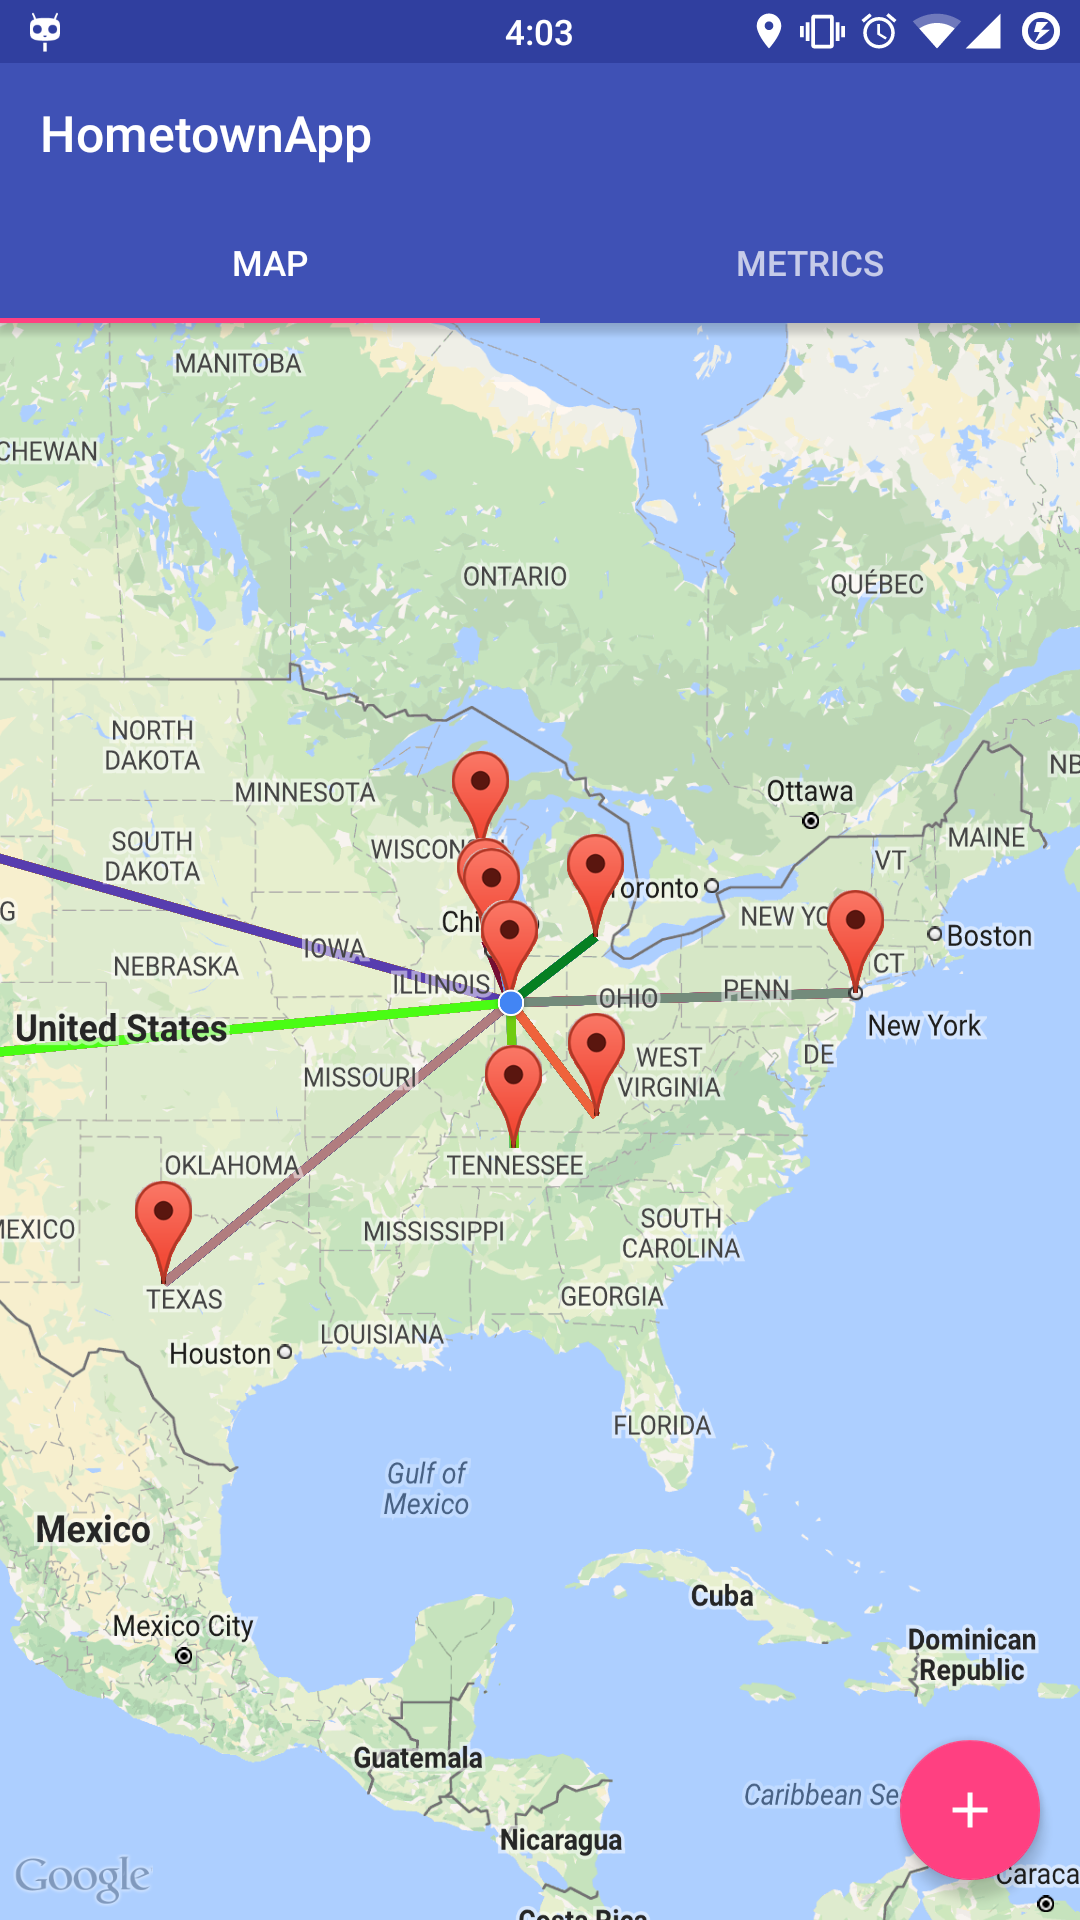 4:03
HometownApp
MAP
METRICS
MANITOBA
CHEWAN
ONTARIO
QUÉBEC
NORTH
DAKOTA
MINNESOTA
NB
Ottawa
SOUTH
DAKOTA
WISCON
MAINE
VT
Toronto
G
NEW YO
Chi
Boston
IOWA
NEBRASKA
CT
ILLINOIS
OHIO
PENN
United States
New York
MISSOURI
WEST
VIRGINIA
DE
OKLAHOMA
TENNESSEE
MEXICO
MISSISSIPPI
SOUTH
CAROLINA
TEXAS
GEORGIA
LOUISIANA
Houston
FLORIDA
Gulf of
Mexico
Mexico
Cuba
Mexico City
Dominican
Republic
Guatemala
Caribbean Se
Nicaragua
Google
Caraca
Costa Rica